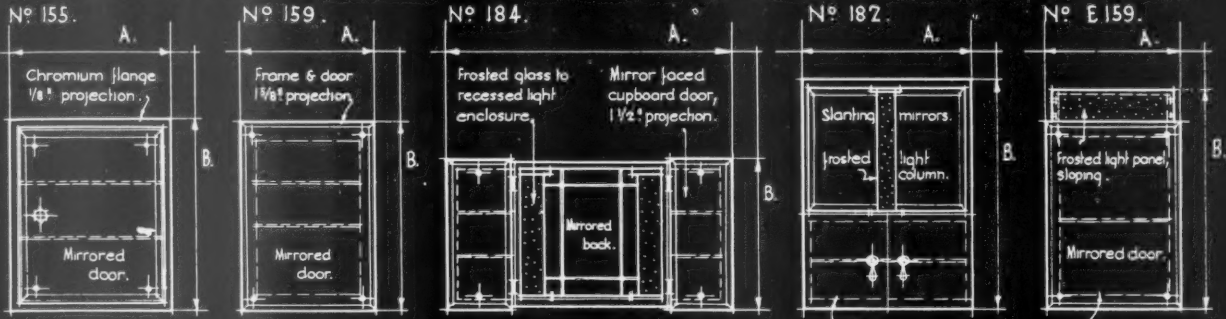 Nº 155.
A.
Chromium flange
1/8" projection.
B.
Mirrored
door.
Nº 159.
A.
Frame & door
1 5/8" projection
B.
Mirrored
door.
Nº 184.
A.
Frosted glass to
recessed light
enclosure.
Mirror faced
cupboard door,
1 1/2" projection.
B.
Mirrored
back.
Nº 182.
A.
Slanting mirrors.
frosted light
column.
B.
Nº E 159.
A.
Frosted light panel,
sloping.
B.
Mirrored door.